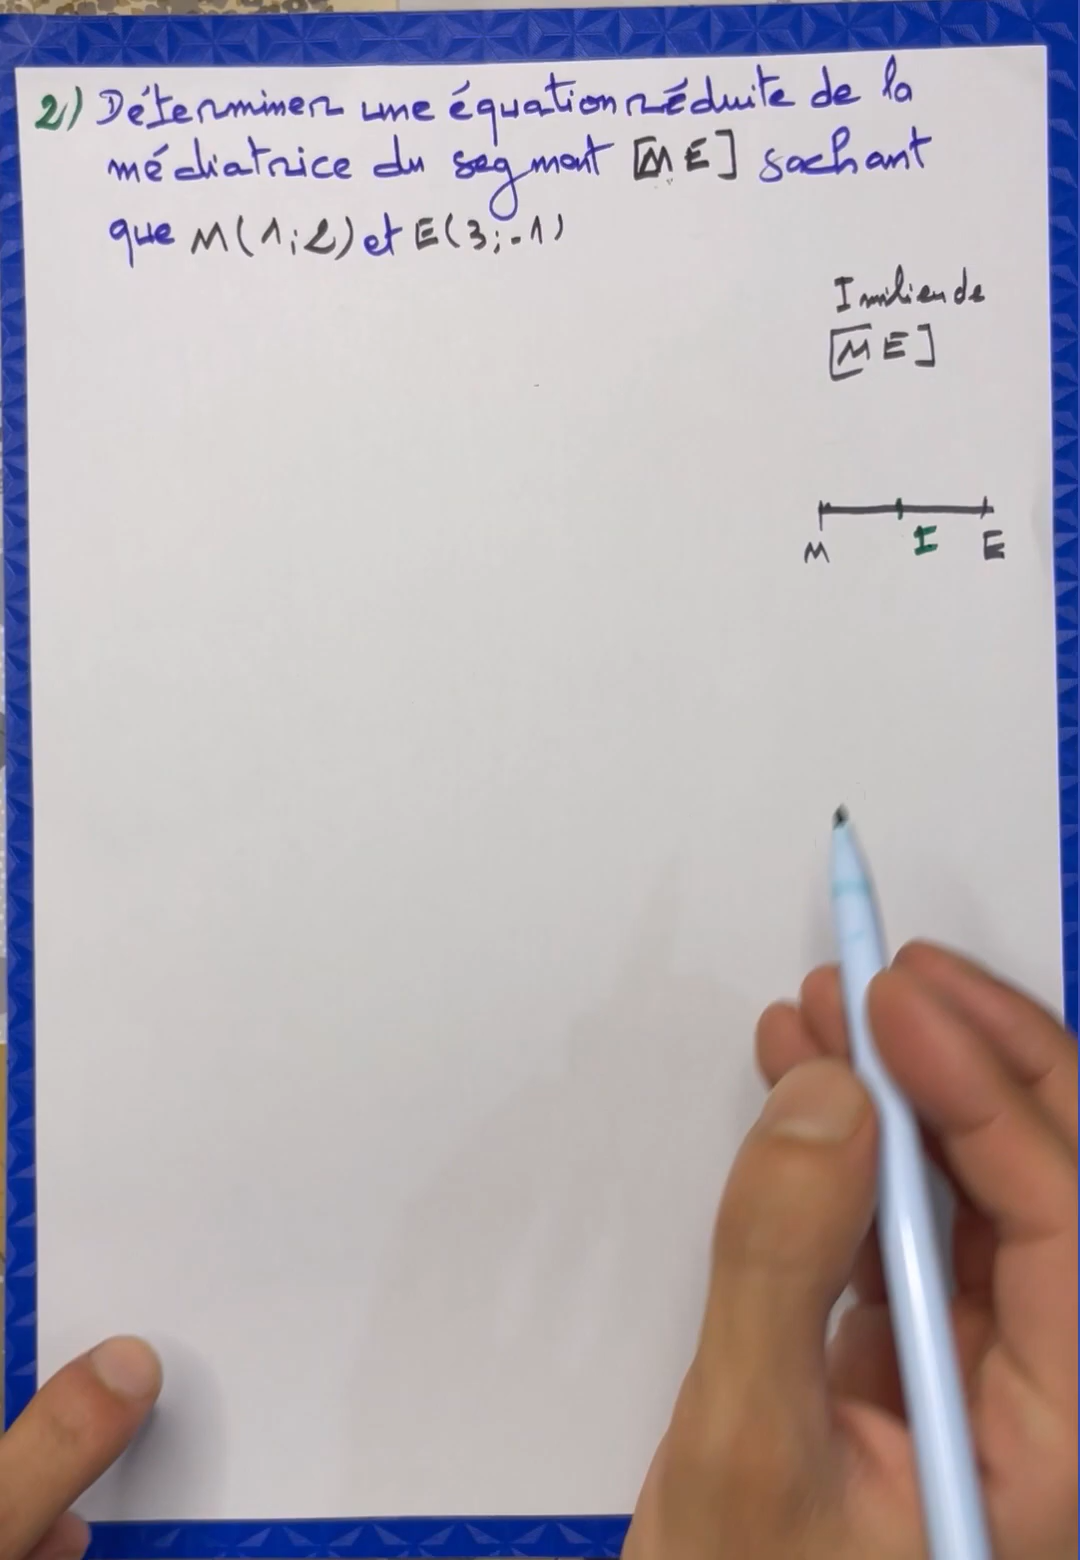 2) Déterminer une équation réduite de la
médiatrice du segment [ME] sachant
que M(1;2) et E(3;-1)
I milieu de
[ME]
M I E